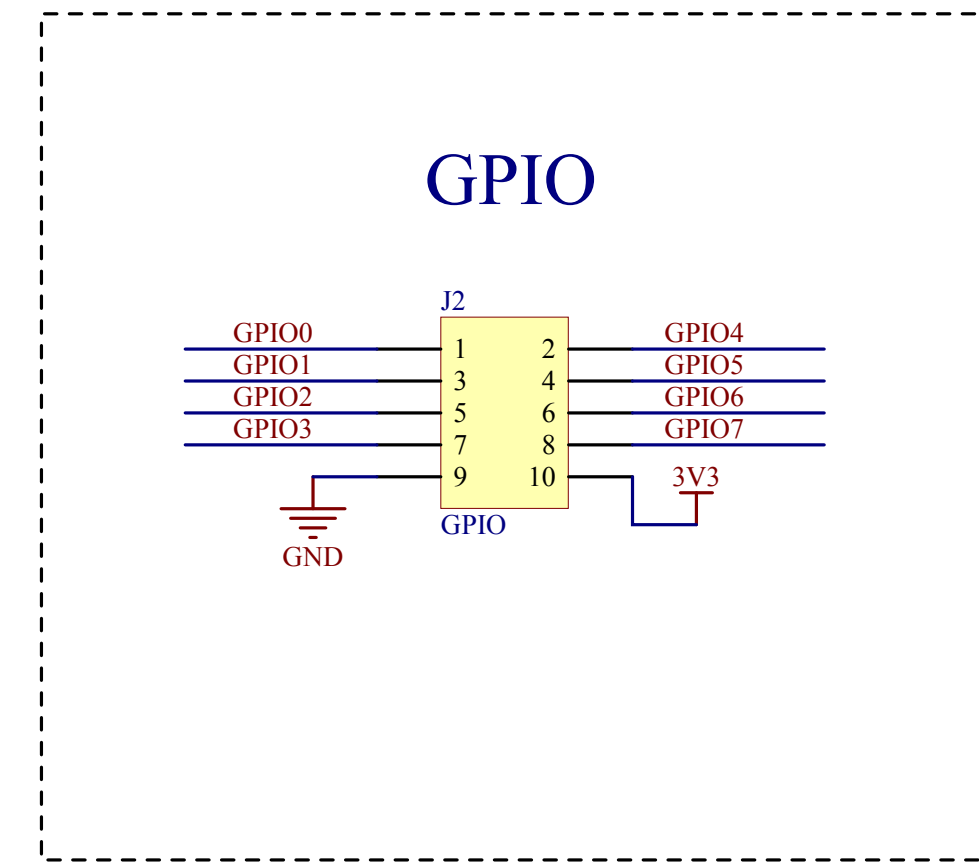 GPIO
J2
GPIO0 1 2 GPIO4
GPIO1 3 4 GPIO5
GPIO2 5 6 GPIO6
GPIO3 7 8 GPIO7
9 10 3V3
GPIO
GND